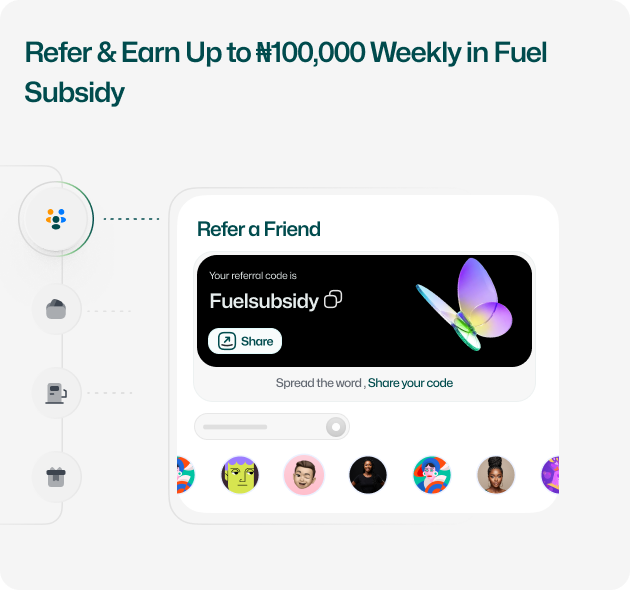 Refer & Earn Up to ₦100,000 Weekly in Fuel
Subsidy
Refer a Friend
Your referral code is
Fuelsubsidy
Share
Spread the word , Share your code